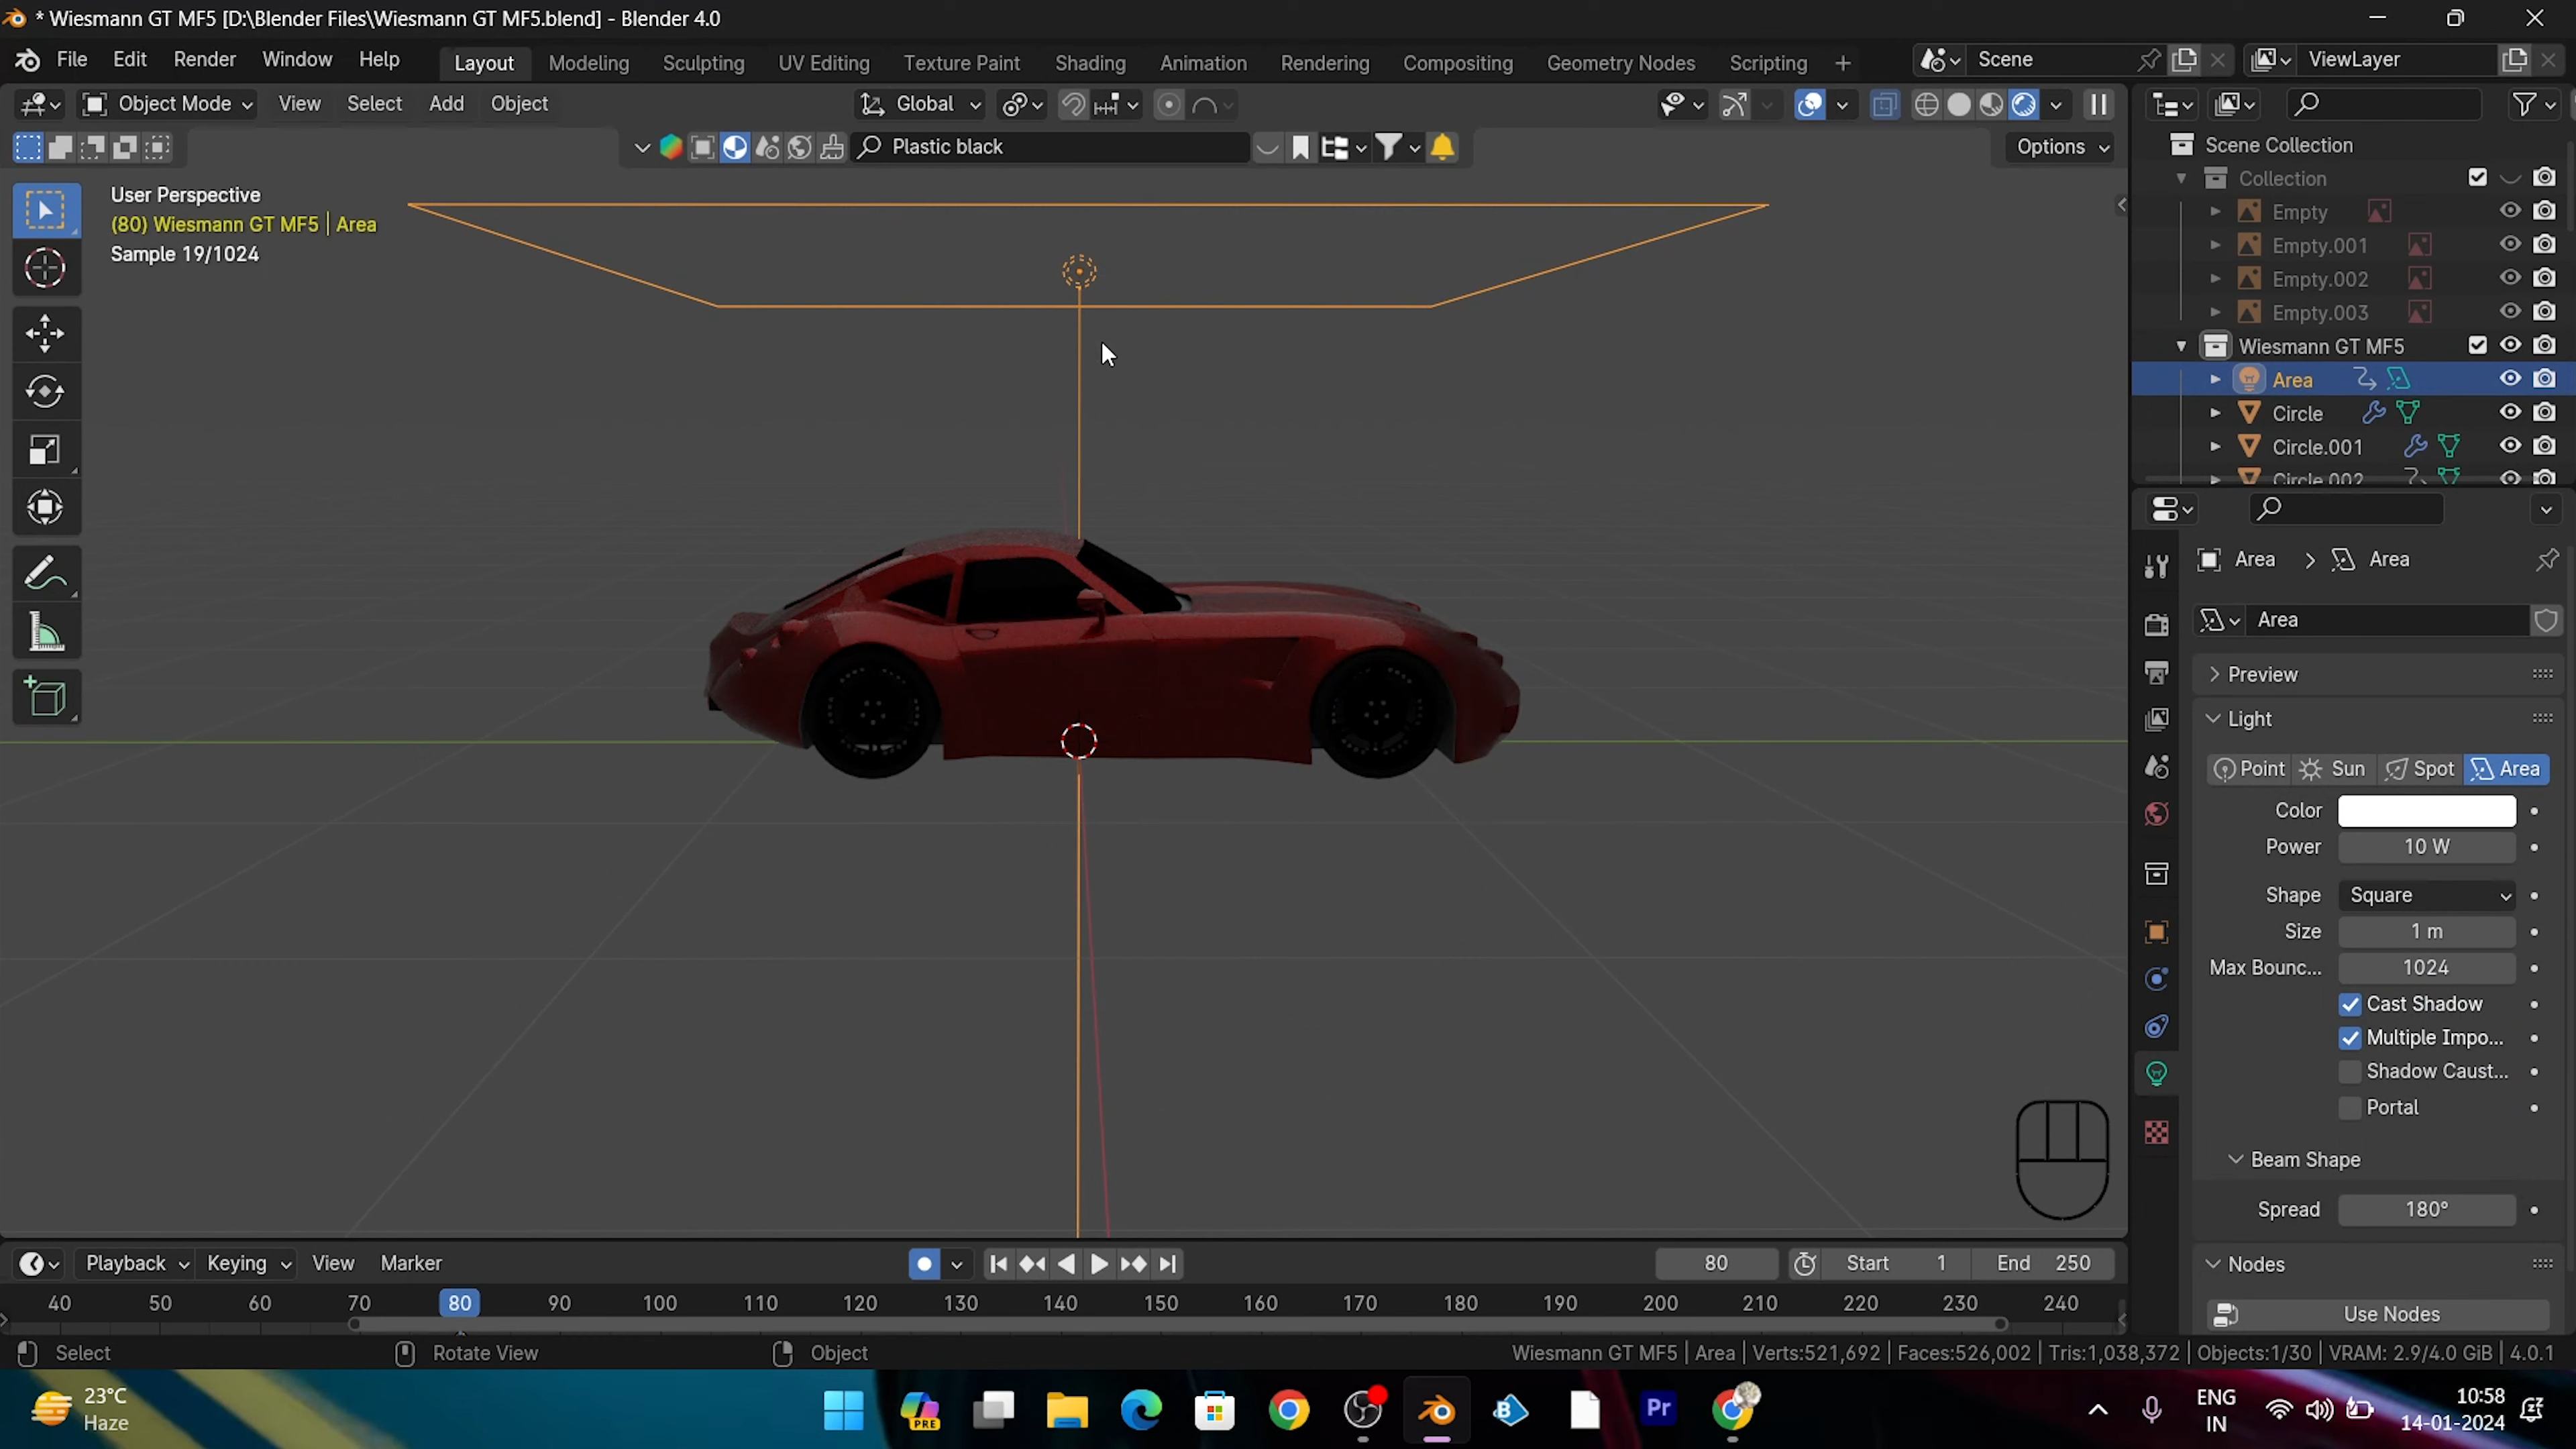 * Wiesmann GT MF5 [D:\Blender Files\Wiesmann GT MF5.blend] - Blender 4.0
File Edit Render Window Help
Layout Modeling Sculpting UV Editing Texture Paint Shading Animation Rendering Compositing Geometry Nodes Scripting +
Scene
ViewLayer
Object Mode View Select Add Object
Global
Plastic black
Options
User Perspective
(80) Wiesmann GT MF5 | Area
Sample 19/1024
Scene Collection
Collection
Empty
Empty.001
Empty.002
Empty.003
Wiesmann GT MF5
Area
Circle
Circle.001
Circle.002
Area > Area
Area
Preview
Light
Point Sun Spot Area
Color
Power 10 W
Shape Square
Size 1 m
Max Bounc... 1024
Cast Shadow
Multiple Impo...
Shadow Caust...
Portal
Beam Shape
Spread 180°
Nodes
Use Nodes
Playback Keying View Marker
80 Start 1 End 250
40 50 60 70 80 90 100 110 120 130 140 150 160 170 180 190 200 210 220 230 240
Select Rotate View Object
Wiesmann GT MF5 | Area | Verts:521,692 | Faces:526,002 | Tris:1,038,372 | Objects:1/30 | VRAM: 2.9/4.0 GiB | 4.0.1
23°C
Haze
PRE
B
Pr
ENG
IN
10:58
14-01-2024